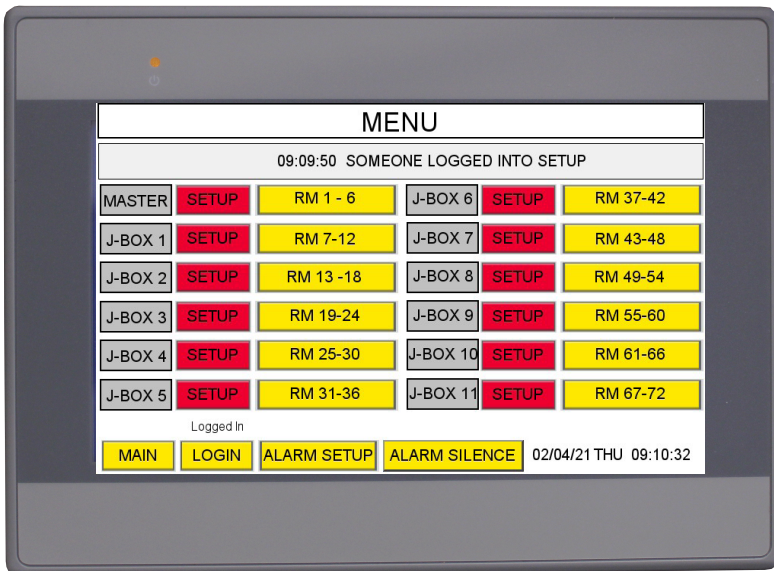 MENU
09:09:50 SOMEONE LOGGED INTO SETUP
MASTER SETUP RM 1 - 6 J-BOX 6 SETUP RM 37-42
J-BOX 1 SETUP RM 7-12 J-BOX 7 SETUP RM 43-48
J-BOX 2 SETUP RM 13 -18 J-BOX 8 SETUP RM 49-54
J-BOX 3 SETUP RM 19-24 J-BOX 9 SETUP RM 55-60
J-BOX 4 SETUP RM 25-30 J-BOX 10 SETUP RM 61-66
J-BOX 5 SETUP RM 31-36 J-BOX 11 SETUP RM 67-72
Logged In
MAIN LOGIN ALARM SETUP ALARM SILENCE 02/04/21 THU 09:10:32